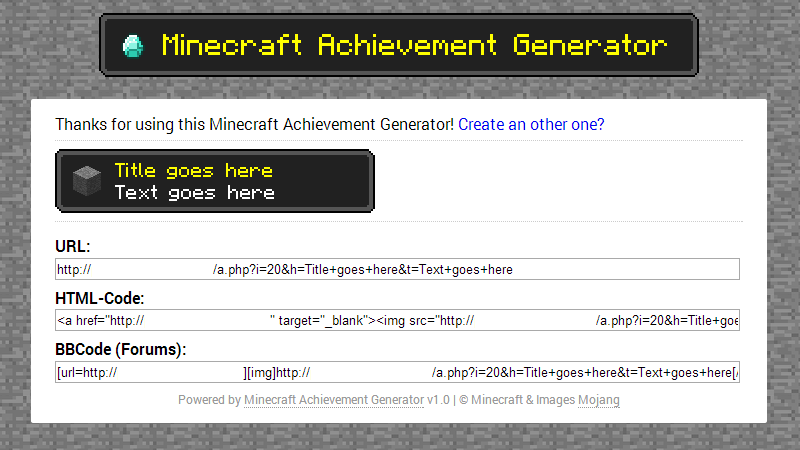 Minecraft Achievement Generator
Thanks for using this Minecraft Achievement Generator! Create an other one?
Title goes here
Text goes here
URL:
http:// /a.php?i=20&h=Title+goes+here&t=Text+goes+here
HTML-Code:
<a href="http:// " target="_blank"><img src="http:// /a.php?i=20&h=Title+goe
BBCode (Forums):
[url=http:// ][img]http:// /a.php?i=20&h=Title+goes+here&t=Text+goes+here[/
Powered by Minecraft Achievement Generator v1.0 | © Minecraft & Images Mojang